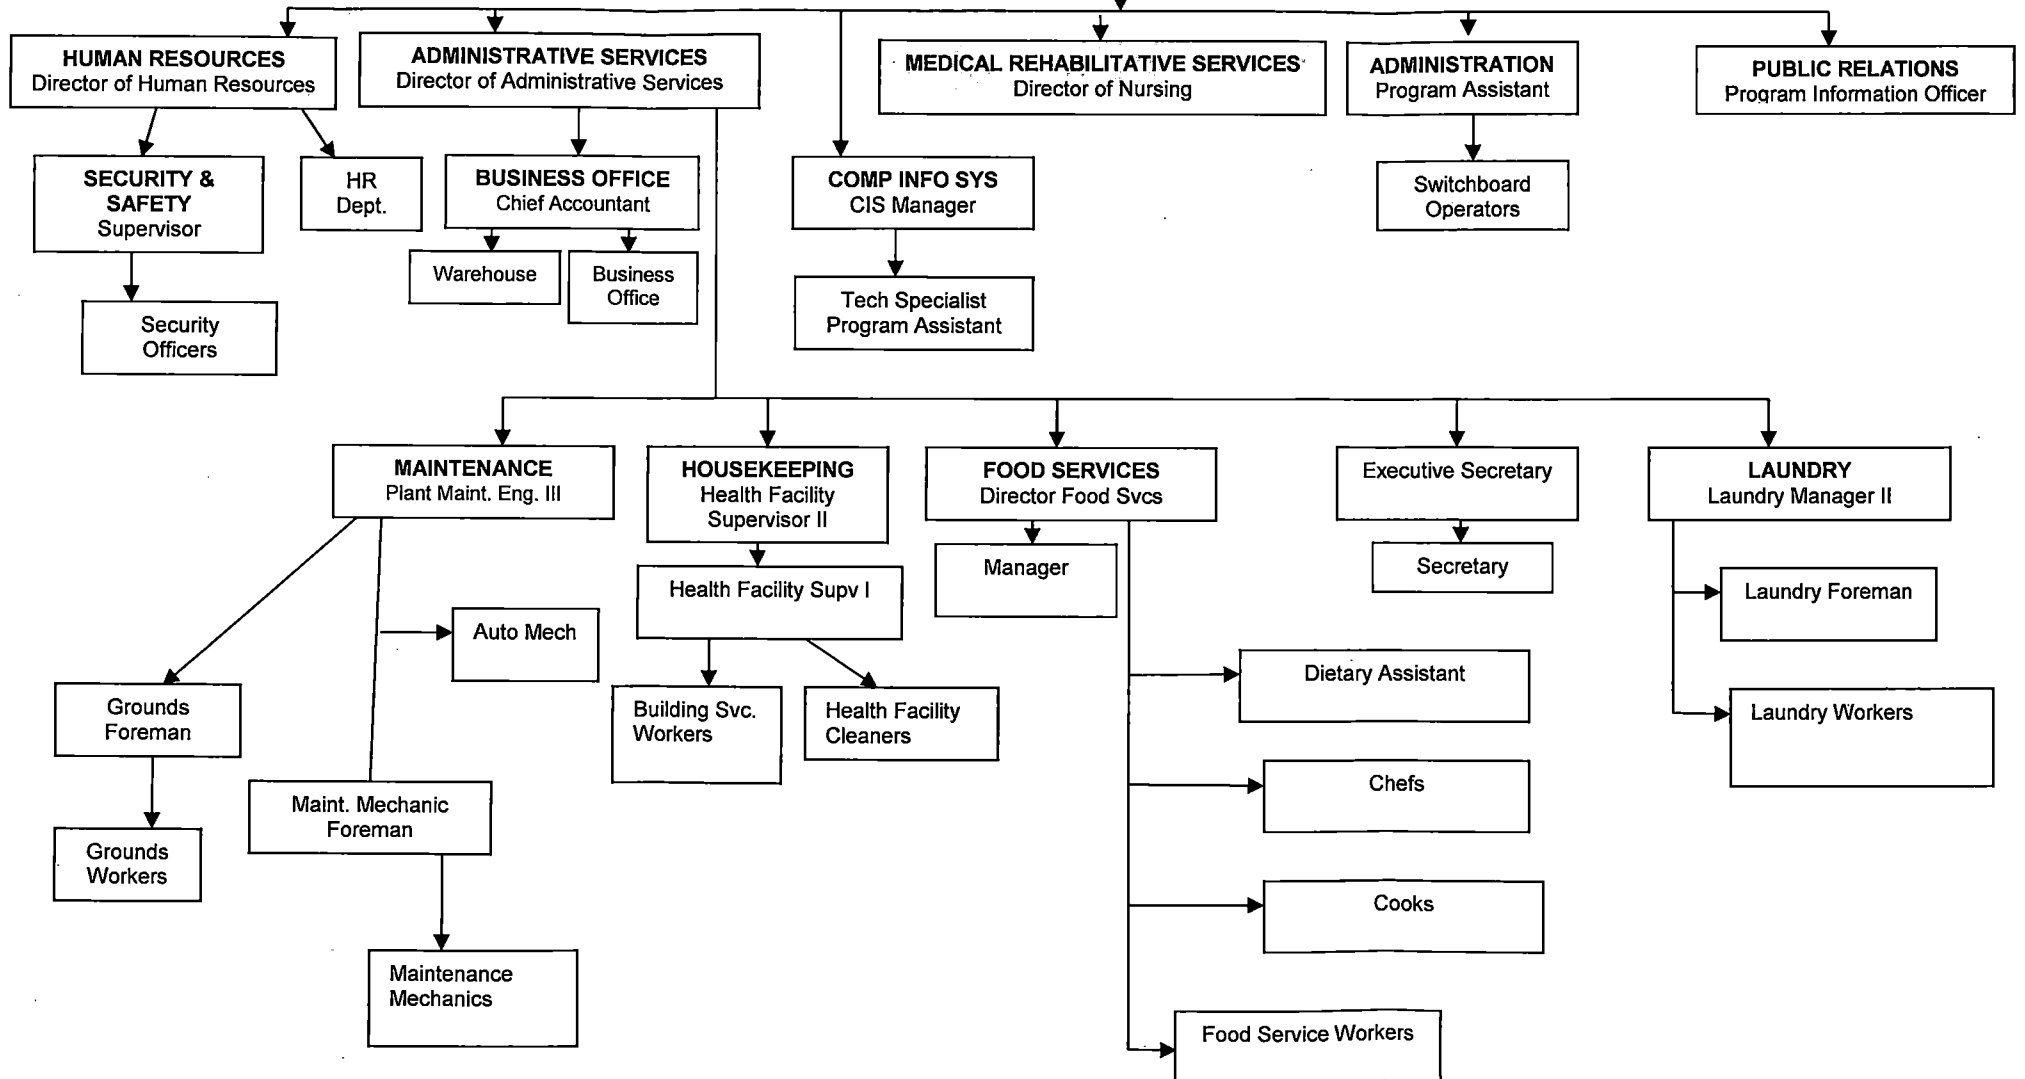 HUMAN RESOURCES
Director of Human Resources
ADMINISTRATIVE SERVICES
Director of Administrative Services
MEDICAL REHABILITATIVE SERVICES
Director of Nursing
ADMINISTRATION
Program Assistant
PUBLIC RELATIONS
Program Information Officer
SECURITY &
SAFETY
Supervisor
HR
Dept.
BUSINESS OFFICE
Chief Accountant
COMP INFO SYS
CIS Manager
Switchboard
Operators
Warehouse
Business
Office
Tech Specialist
Program Assistant
Security
Officers
MAINTENANCE
Plant Maint. Eng. III
HOUSEKEEPING
Health Facility
Supervisor II
FOOD SERVICES
Director Food Svcs
Executive Secretary
LAUNDRY
Laundry Manager II
Manager
Secretary
Health Facility Supv I
Laundry Foreman
Auto Mech
Dietary Assistant
Grounds
Foreman
Building Svc.
Workers
Health Facility
Cleaners
Laundry Workers
Chefs
Maint. Mechanic
Foreman
Grounds
Workers
Cooks
Maintenance
Mechanics
Food Service Workers